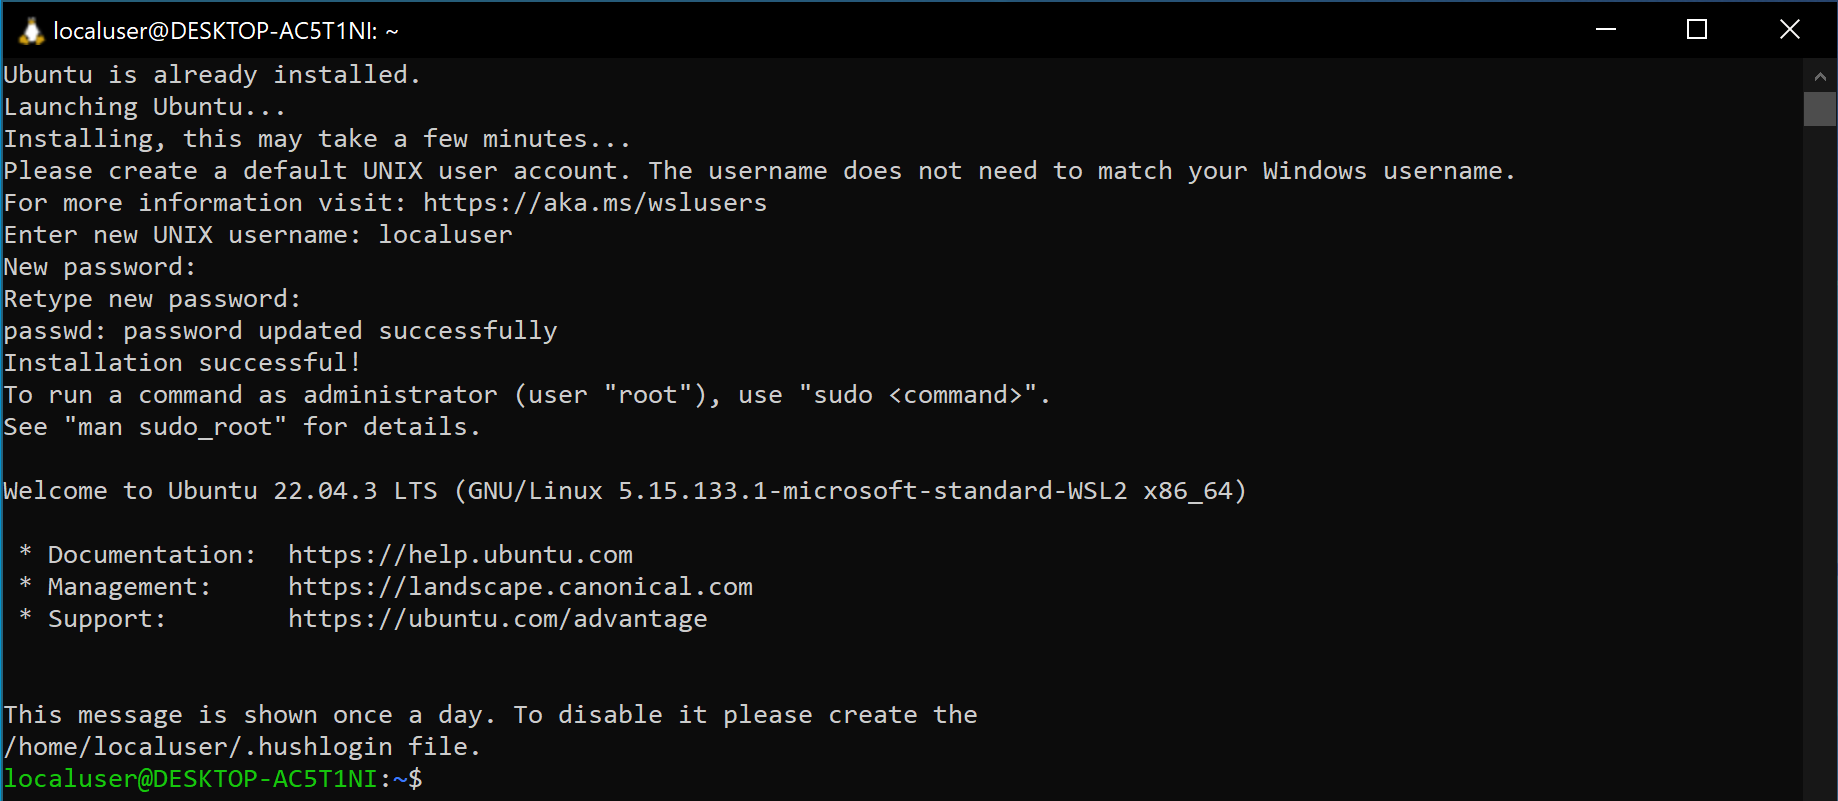 localuser@DESKTOP-AC5T1NI: ~
Ubuntu is already installed.
Launching Ubuntu...
Installing, this may take a few minutes...
Please create a default UNIX user account. The username does not need to match your Windows username.
For more information visit: https://aka.ms/wslusers
Enter new UNIX username: localuser
New password:
Retype new password:
passwd: password updated successfully
Installation successful!
To run a command as administrator (user "root"), use "sudo <command>".
See "man sudo_root" for details.

Welcome to Ubuntu 22.04.3 LTS (GNU/Linux 5.15.133.1-microsoft-standard-WSL2 x86_64)

 * Documentation:  https://help.ubuntu.com
 * Management:     https://landscape.canonical.com
 * Support:        https://ubuntu.com/advantage

This message is shown once a day. To disable it please create the
/home/localuser/.hushlogin file.
localuser@DESKTOP-AC5T1NI:~$